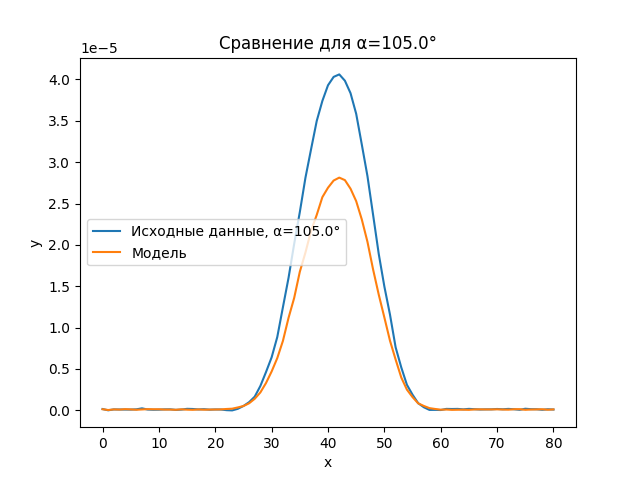 Сравнение для α=105.0°
1e−5
4.0
3.5
3.0
2.5
2.0
1.5
1.0
0.5
0.0
y
Исходные данные, α=105.0°
Модель
0 10 20 30 40 50 60 70 80
x